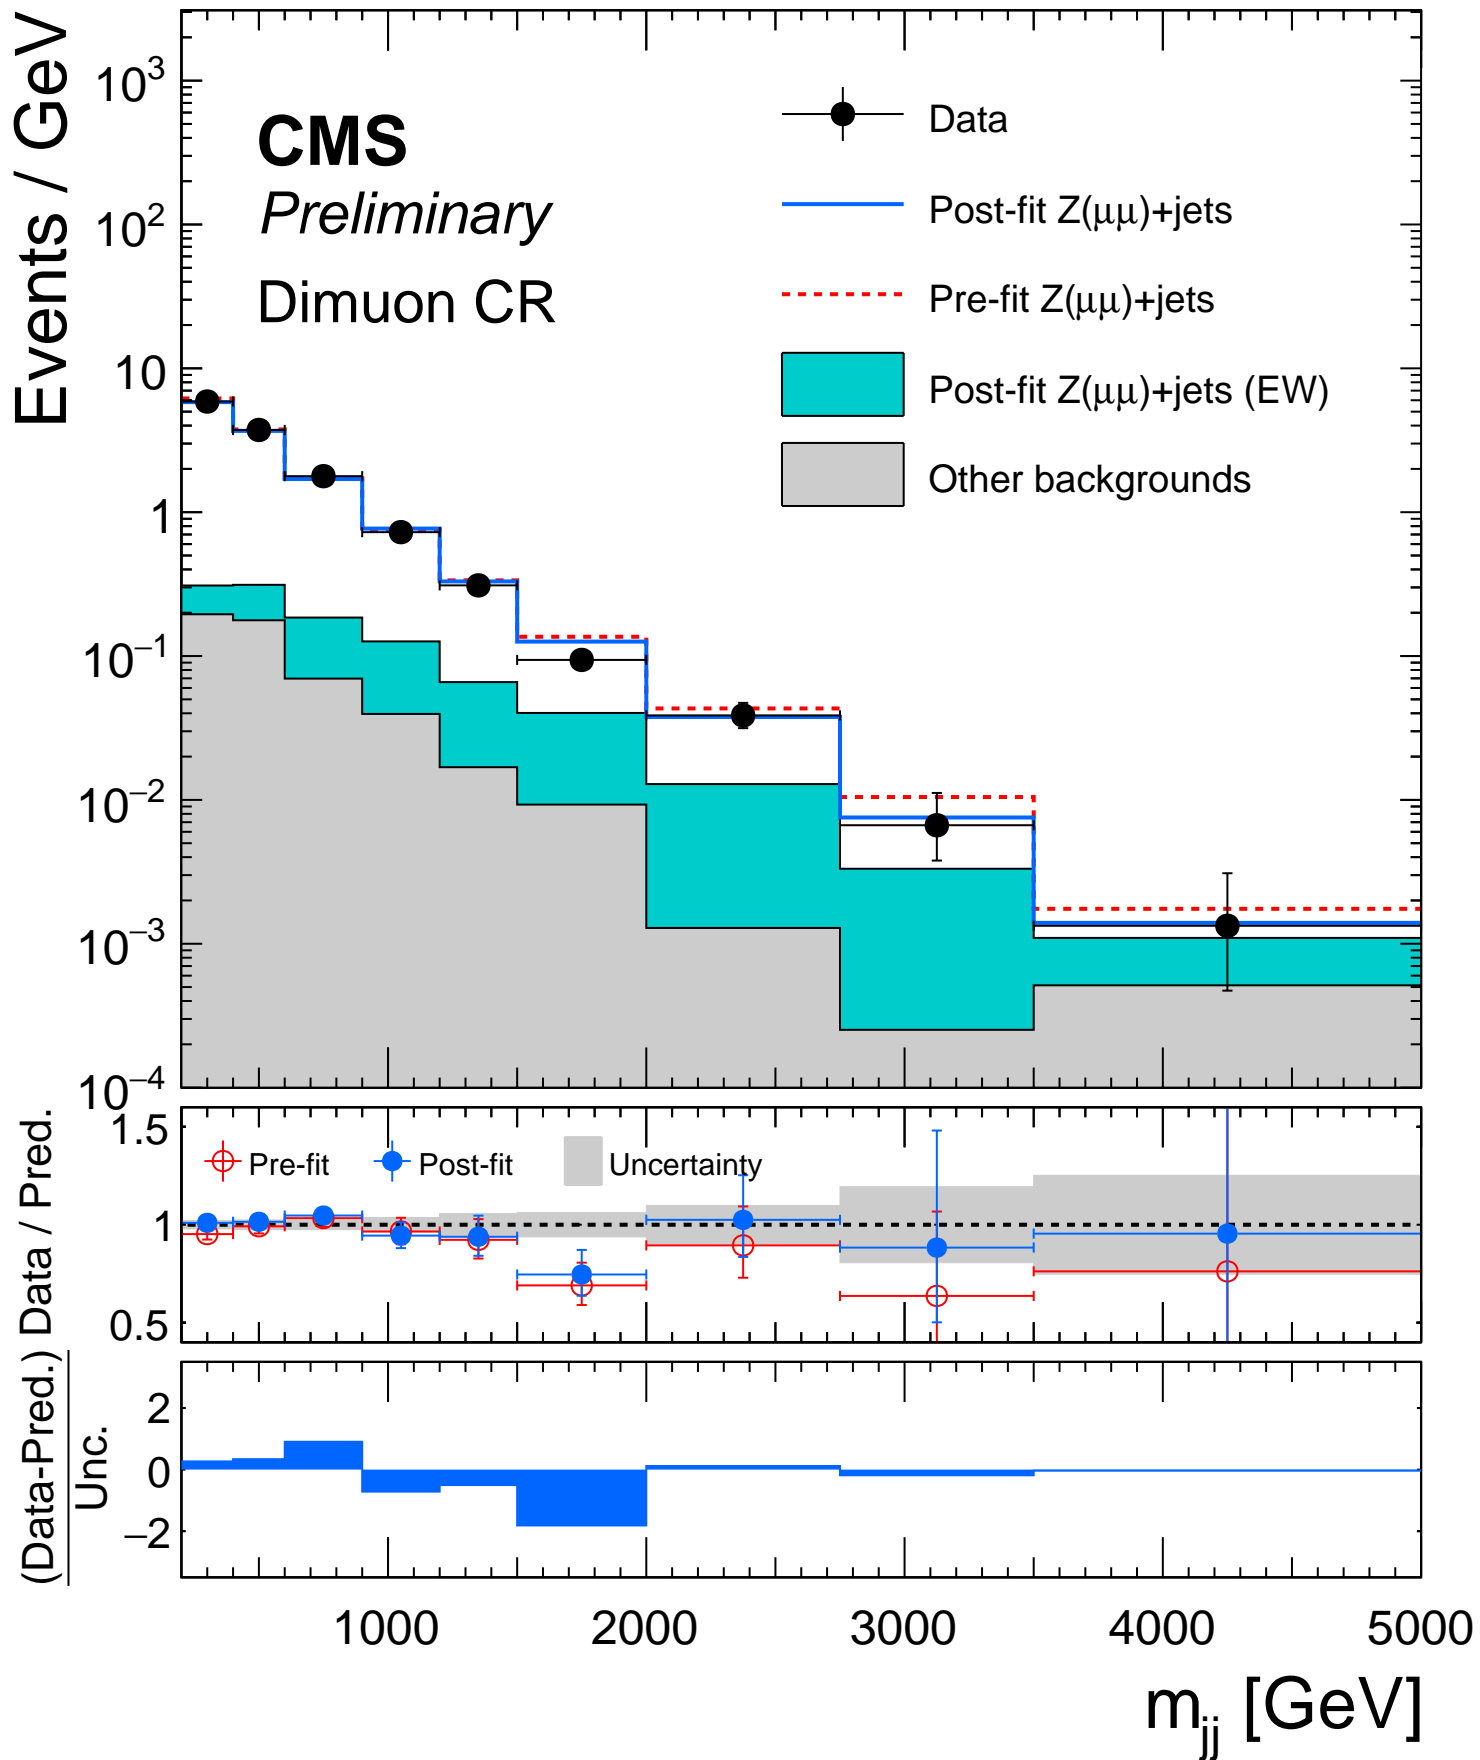 Events / GeV
10³
10²
10
1
10⁻¹
10⁻²
10⁻³
10⁻⁴
CMS
Preliminary
Dimuon CR
Data
Post-fit Z(μμ)+jets
Pre-fit Z(μμ)+jets
Post-fit Z(μμ)+jets (EW)
Other backgrounds
Data / Pred.
1.5
1
0.5
Pre-fit
Post-fit
Uncertainty
(Data-Pred.)
Unc.
2
0
−2
1000 2000 3000 4000 5000
m_jj [GeV]